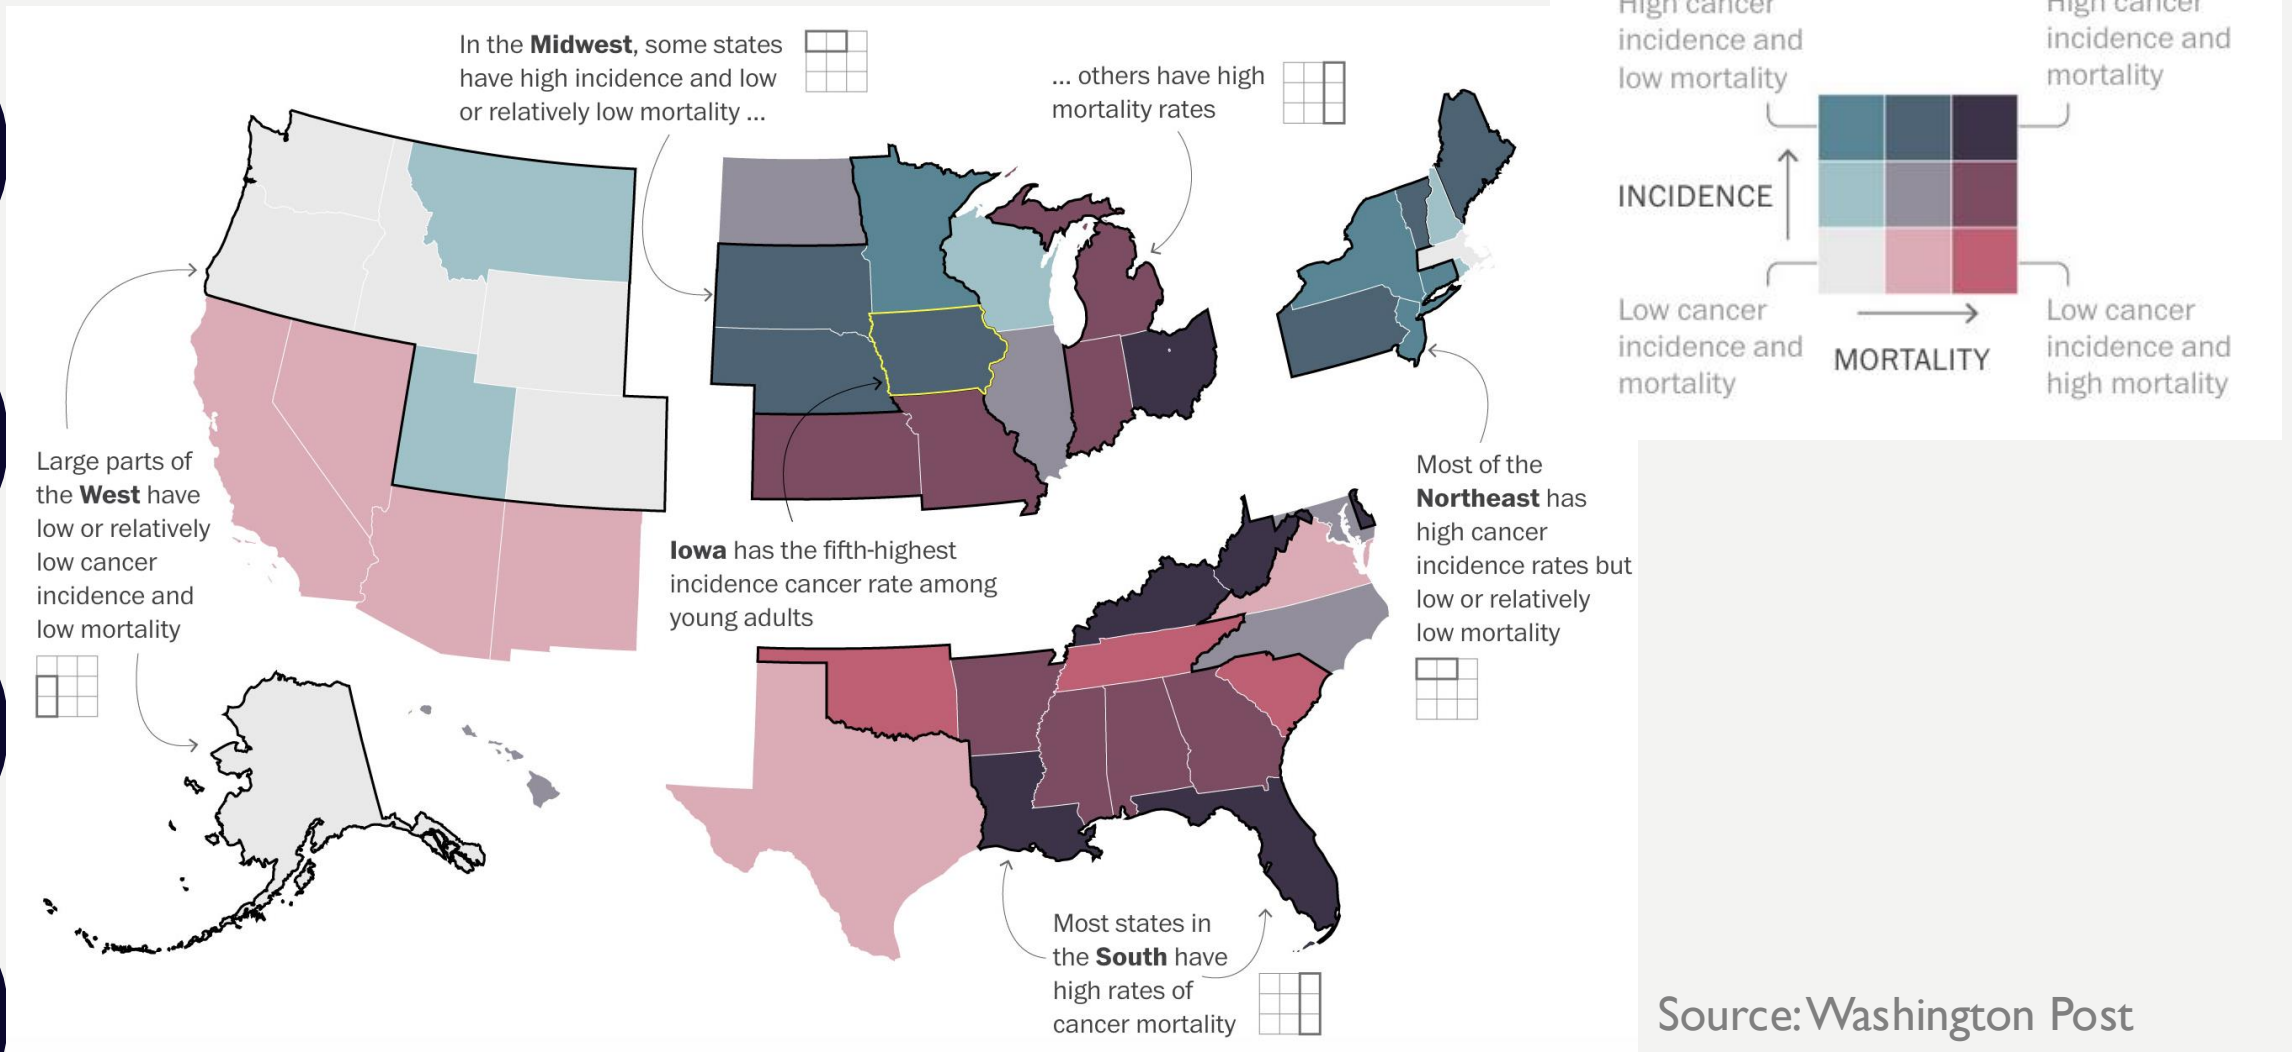 In the Midwest, some states
have high incidence and low
or relatively low mortality ...
... others have high
mortality rates
High cancer
incidence and
low mortality
High cancer
incidence and
mortality
INCIDENCE
Low cancer
incidence and
mortality
MORTALITY
Low cancer
incidence and
high mortality
Large parts of
the West have
low or relatively
low cancer
incidence and
low mortality
Iowa has the fifth-highest
incidence cancer rate among
young adults
Most of the
Northeast has
high cancer
incidence rates but
low or relatively
low mortality
Most states in
the South have
high rates of
cancer mortality
Source: Washington Post